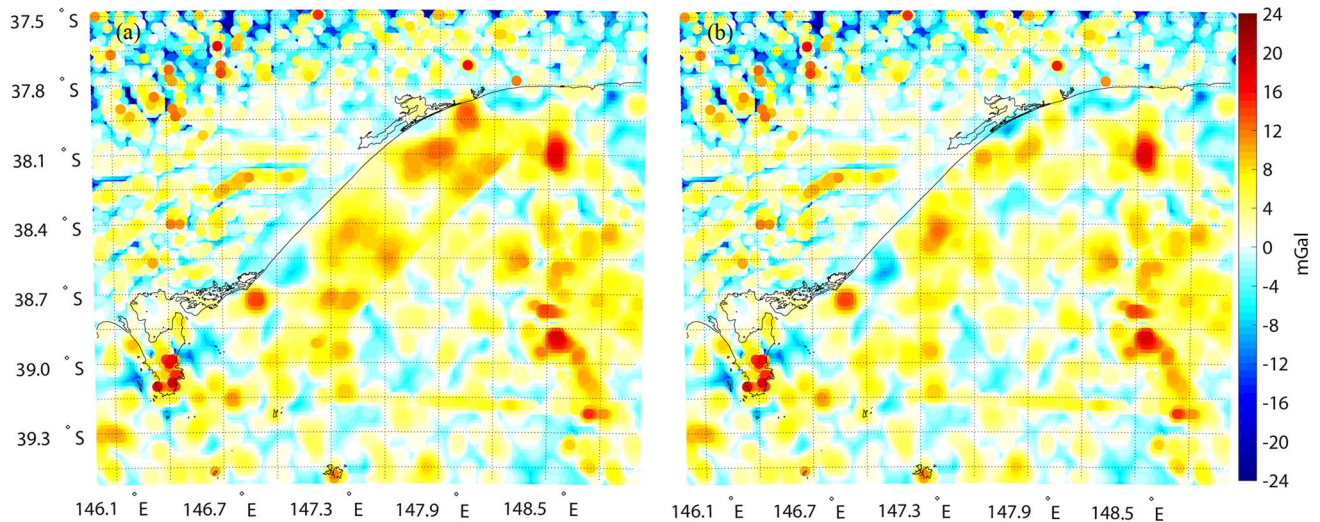 (a)
(b)
37.5 ° S
37.8 ° S
38.1 ° S
38.4 ° S
38.7 ° S
39.0 ° S
39.3 ° S
146.1 ° E 146.7 ° E 147.3 ° E 147.9 ° E 148.5 ° E
146.1 ° E 146.7 ° E 147.3 ° E 147.9 ° E 148.5 ° E
24
20
16
12
8
4
0
-4
-8
-12
-16
-20
-24
mGal